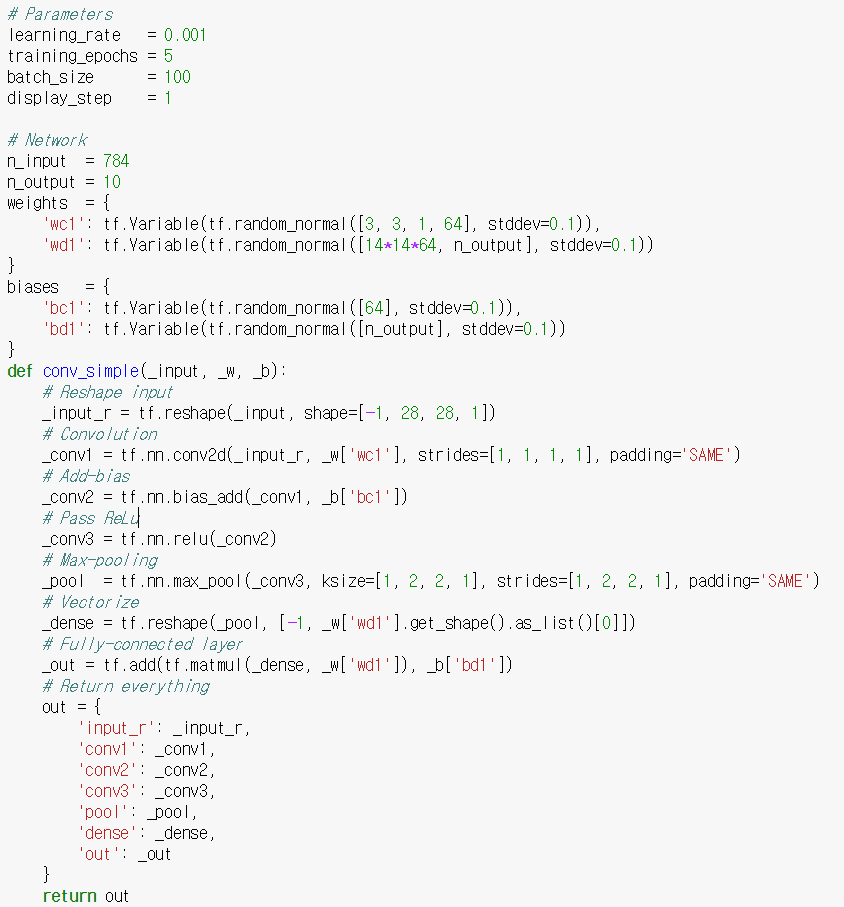 # Parameters
learning_rate   = 0.001
training_epochs = 5
batch_size      = 100
display_step    = 1

# Network
n_input  = 784
n_output = 10
weights  = {
    'wc1': tf.Variable(tf.random_normal([3, 3, 1, 64], stddev=0.1)),
    'wd1': tf.Variable(tf.random_normal([14*14*64, n_output], stddev=0.1))
}
biases   = {
    'bc1': tf.Variable(tf.random_normal([64], stddev=0.1)),
    'bd1': tf.Variable(tf.random_normal([n_output], stddev=0.1))
}
def conv_simple(_input, _w, _b):
    # Reshape input
    _input_r = tf.reshape(_input, shape=[-1, 28, 28, 1])
    # Convolution
    _conv1 = tf.nn.conv2d(_input_r, _w['wc1'], strides=[1, 1, 1, 1], padding='SAME')
    # Add-bias
    _conv2 = tf.nn.bias_add(_conv1, _b['bc1'])
    # Pass ReLu
    _conv3 = tf.nn.relu(_conv2)
    # Max-pooling
    _pool  = tf.nn.max_pool(_conv3, ksize=[1, 2, 2, 1], strides=[1, 2, 2, 1], padding='SAME')
    # Vectorize
    _dense = tf.reshape(_pool, [-1, _w['wd1'].get_shape().as_list()[0]])
    # Fully-connected layer
    _out = tf.add(tf.matmul(_dense, _w['wd1']), _b['bd1'])
    # Return everything
    out = {
        'input_r': _input_r,
        'conv1': _conv1,
        'conv2': _conv2,
        'conv3': _conv3,
        'pool': _pool,
        'dense': _dense,
        'out': _out
    }
    return out